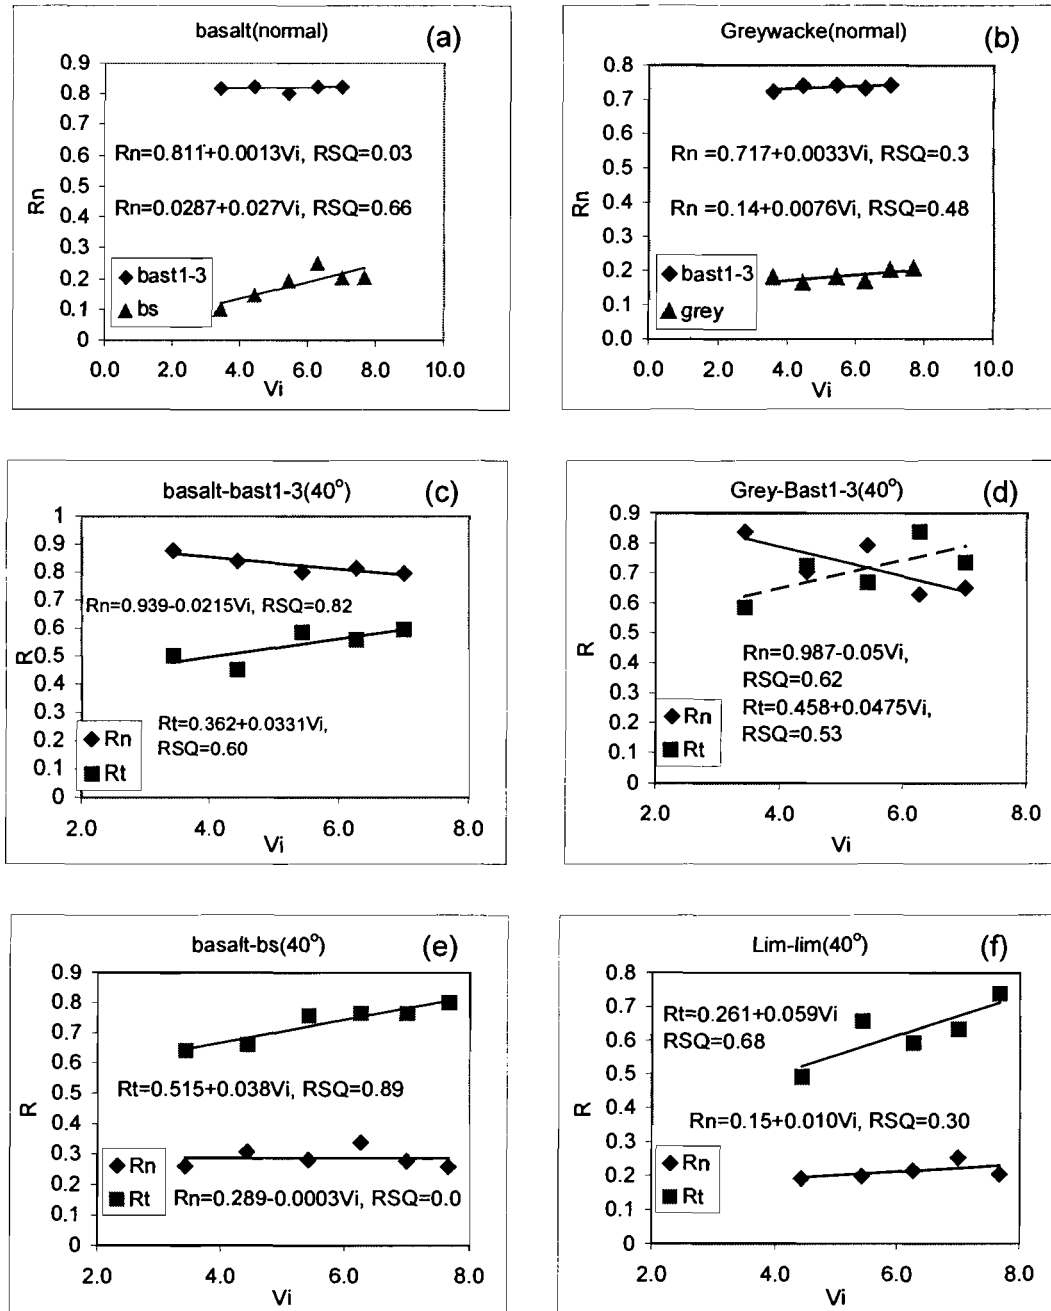 basalt(normal)
(a)
0.9
0.8
0.7
0.6
0.5
0.4
0.3
0.2
0.1
0
Rn
Rn=0.811+0.0013Vi, RSQ=0.03
Rn=0.0287+0.027Vi, RSQ=0.66
bast1-3
bs
0.0 2.0 4.0 6.0 8.0 10.0
Vi
Greywacke(normal)
(b)
0.9
0.8
0.7
0.6
0.5
0.4
0.3
0.2
0.1
0.0
Rn
Rn =0.717+0.0033Vi, RSQ=0.3
Rn =0.14+0.0076Vi, RSQ=0.48
bast1-3
grey
0.0 2.0 4.0 6.0 8.0 10.0
Vi
basalt-bast1-3(40°)
(c)
1
0.9
0.8
0.7
0.6
0.5
0.4
0.3
0.2
0.1
0
R
Rn=0.939-0.0215Vi, RSQ=0.82
Rt=0.362+0.0331Vi,
RSQ=0.60
Rn
Rt
2.0 4.0 6.0 8.0
Vi
Grey-Bast1-3(40°)
(d)
0.9
0.8
0.7
0.6
0.5
0.4
0.3
0.2
0.1
0
R
Rn=0.987-0.05Vi,
RSQ=0.62
Rt=0.458+0.0475Vi,
RSQ=0.53
Rn
Rt
2.0 4.0 6.0 8.0
Vi
basalt-bs(40°)
(e)
0.9
0.8
0.7
0.6
0.5
0.4
0.3
0.2
0.1
0
R
Rt=0.515+0.038Vi, RSQ=0.89
Rn
Rt
Rn=0.289-0.0003Vi, RSQ=0.0
2.0 4.0 6.0 8.0
Vi
Lim-lim(40°)
(f)
0.9
0.8
0.7
0.6
0.5
0.4
0.3
0.2
0.1
0
R
Rt=0.261+0.059Vi
RSQ=0.68
Rn=0.15+0.010Vi, RSQ=0.30
Rn
Rt
2.0 4.0 6.0 8.0
Vi